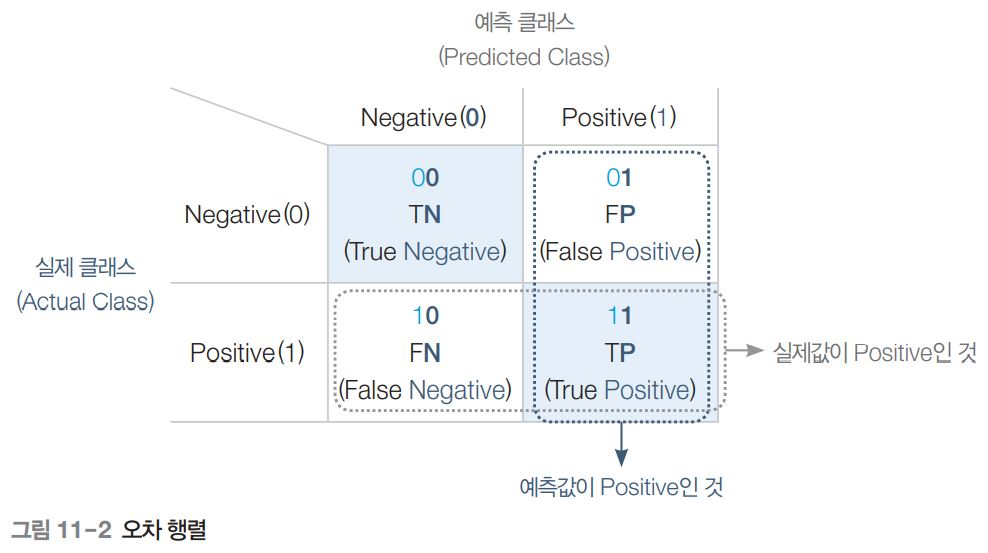 예측 클래스
(Predicted Class)
Negative(0) Positive(1)
00 01
Negative(0) TN FP
(True Negative) (False Positive)
실제 클래스
(Actual Class)
10 11
Positive(1) FN TP 실제값이 Positive인 것
(False Negative) (True Positive)
예측값이 Positive인 것
그림 11-2 오차 행렬